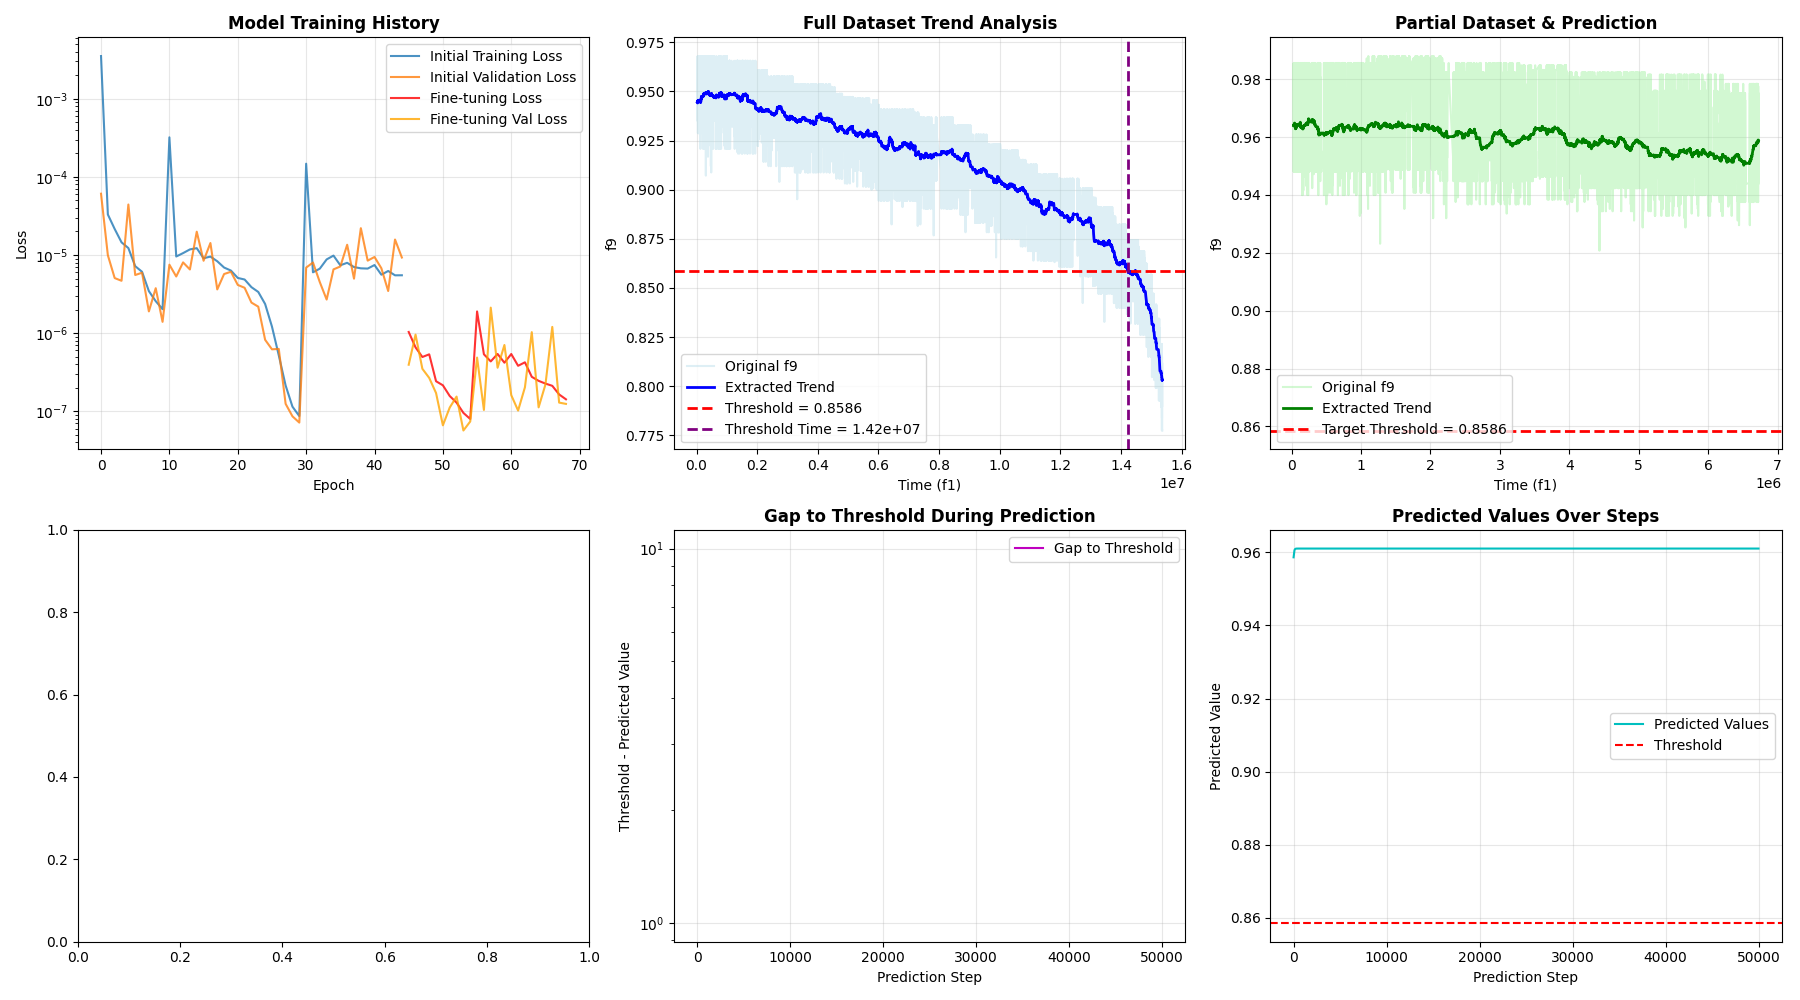 Model Training History
Loss
10⁻³
10⁻⁴
10⁻⁵
10⁻⁶
10⁻⁷
Initial Training Loss
Initial Validation Loss
Fine-tuning Loss
Fine-tuning Val Loss
0 10 20 30 40 50 60 70
Epoch
Full Dataset Trend Analysis
f9
0.975
0.950
0.925
0.900
0.875
0.850
0.825
0.800
0.775
Original f9
Extracted Trend
Threshold = 0.8586
Threshold Time = 1.42e+07
0.0 0.2 0.4 0.6 0.8 1.0 1.2 1.4 1.6
1e7
Time (f1)
Partial Dataset & Prediction
f9
0.98
0.96
0.94
0.92
0.90
0.88
0.86
Original f9
Extracted Trend
Target Threshold = 0.8586
0 1 2 3 4 5 6 7
1e6
Time (f1)
1.0
0.8
0.6
0.4
0.2
0.0
0.0 0.2 0.4 0.6 0.8 1.0
Gap to Threshold During Prediction
Threshold - Predicted Value
10¹
10⁰
Gap to Threshold
0 10000 20000 30000 40000 50000
Prediction Step
Predicted Values Over Steps
Predicted Value
0.96
0.94
0.92
0.90
0.88
0.86
Predicted Values
Threshold
0 10000 20000 30000 40000 50000
Prediction Step